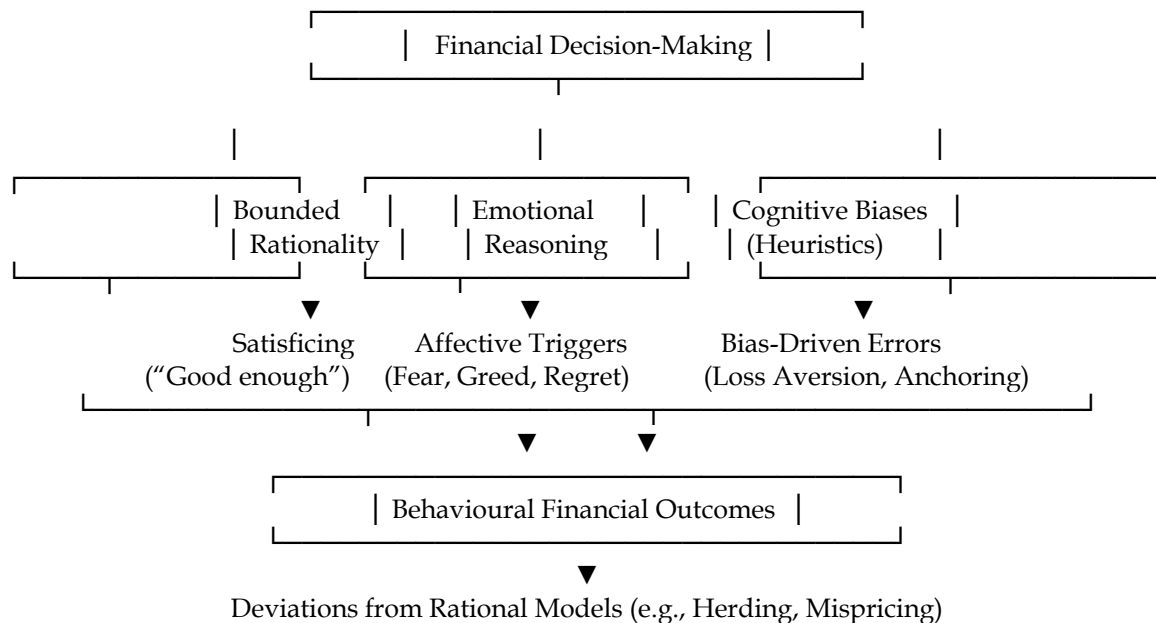 Financial Decision-Making
Bounded Emotional Cognitive Biases
Rationality Reasoning (Heuristics)
Satisficing Affective Triggers Bias-Driven Errors
(“Good enough”) (Fear, Greed, Regret) (Loss Aversion, Anchoring)
Behavioural Financial Outcomes
Deviations from Rational Models (e.g., Herding, Mispricing)